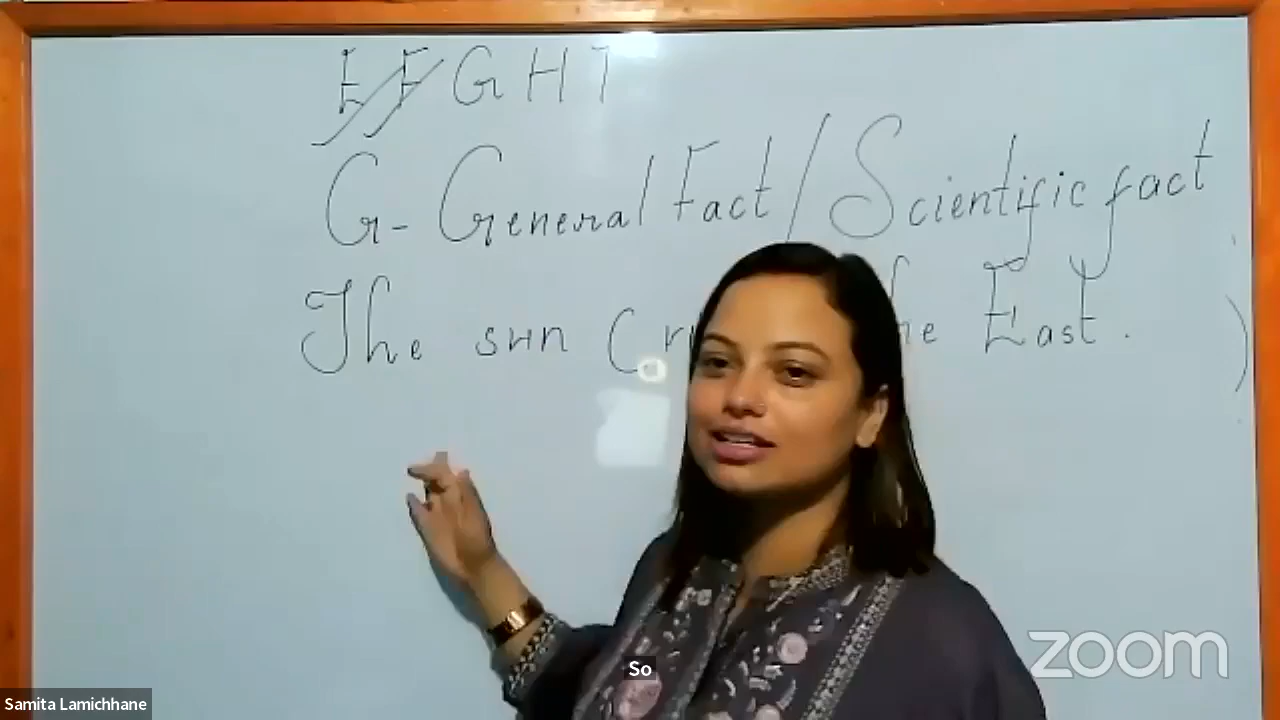 E F G H I
G- General Fact / Scientific fact
The sun ( East . )
So
zoom
Samita Lamichhane